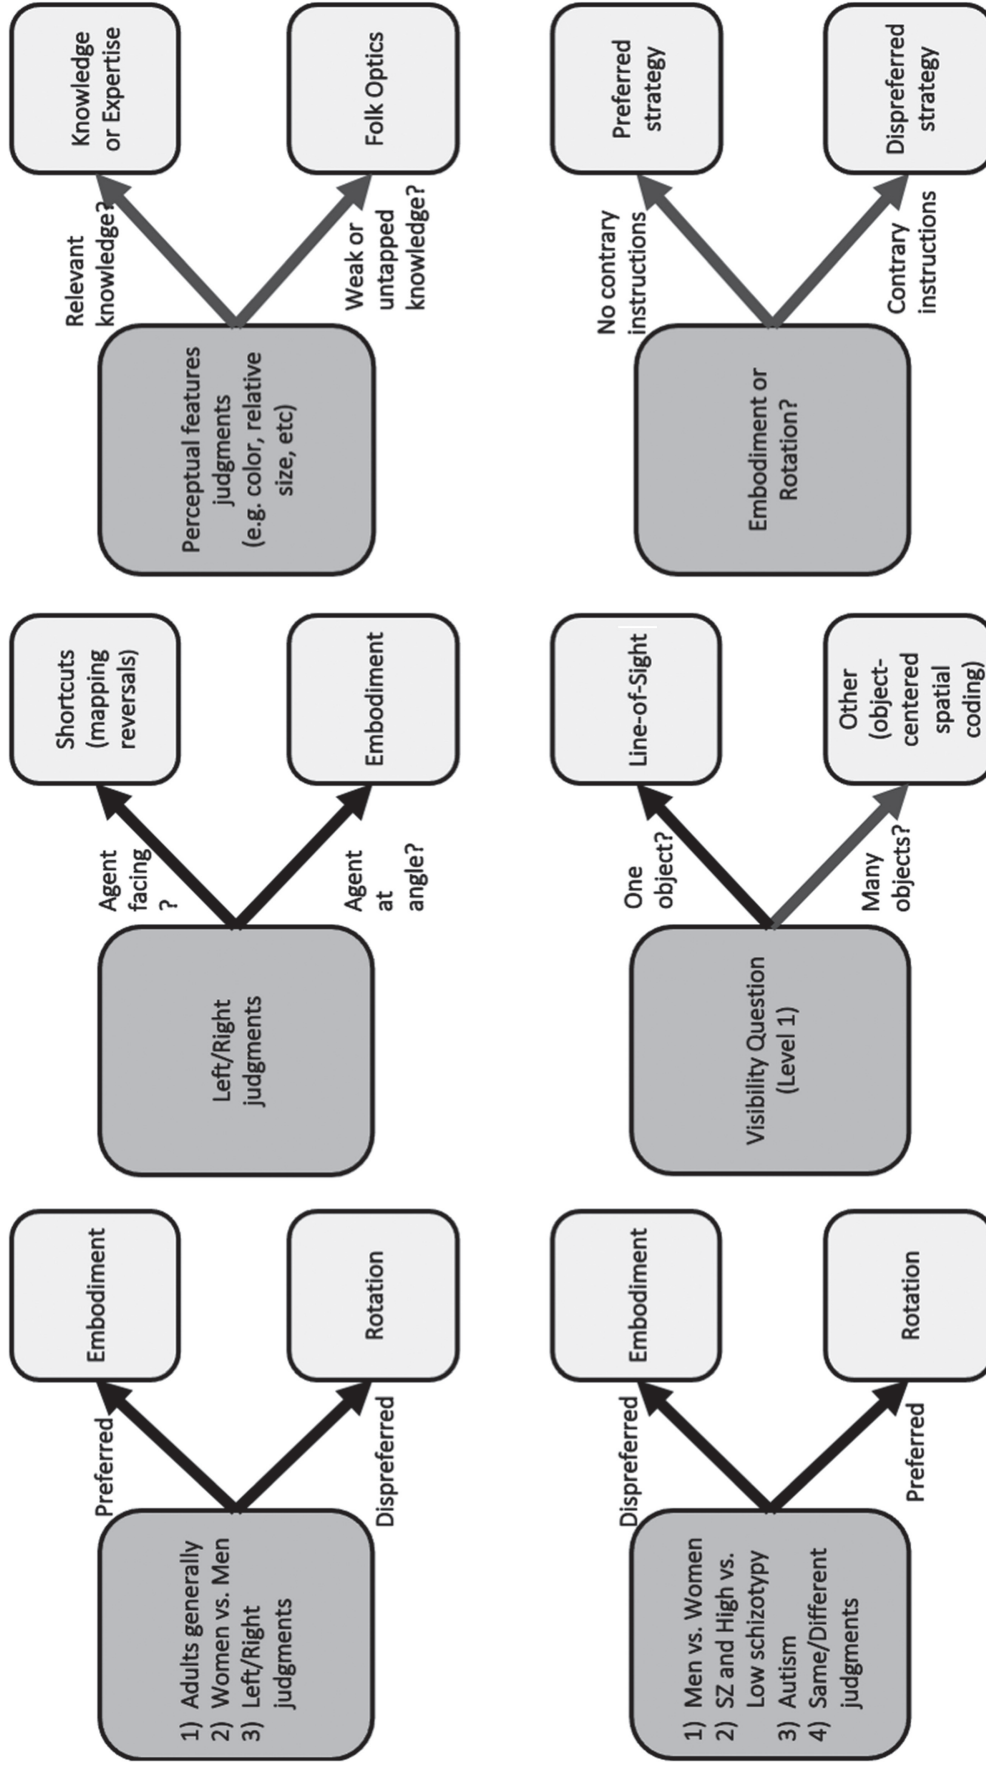 1) Adults generally
2) Women vs. Men
3) Left/Right
judgments
Preferred
Embodiment
Dispreferred
Rotation
Left/Right
judgments
Agent
facing
?
Shortcuts
(mapping
reversals)
Agent
at
angle?
Embodiment
Perceptual features
judgments
(e.g. color, relative
size, etc)
Relevant
knowledge?
Knowledge
or Expertise
Weak or
untapped
knowledge?
Folk Optics
1) Men vs. Women
2) SZ and High vs.
Low schizotypy
3) Autism
4) Same/Different
judgments
Dispreferred
Embodiment
Preferred
Rotation
Visibility Question
(Level 1)
One
object?
Line-of-Sight
Many
objects?
Other
(object-
centered
spatial
coding)
Embodiment or
Rotation?
No contrary
instructions
Preferred
strategy
Contrary
instructions
Dispreferred
strategy